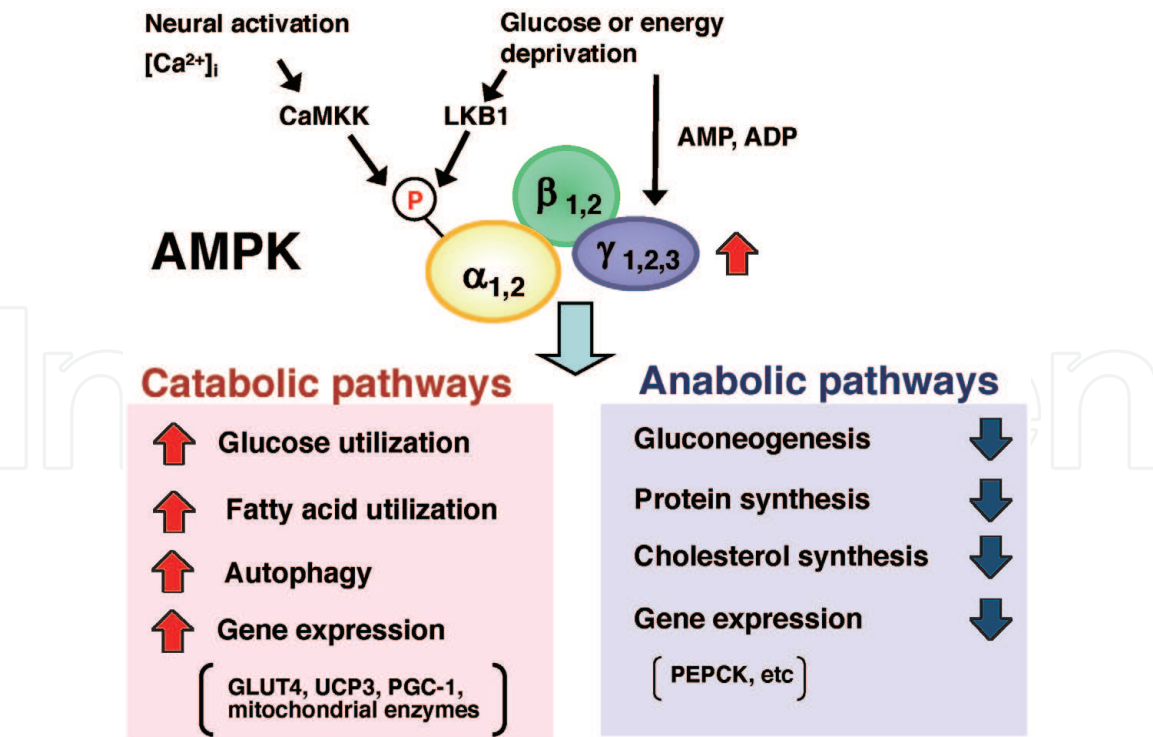 Neural activation
[Ca²⁺]ᵢ
Glucose or energy
deprivation
CaMKK
LKB1
AMP, ADP
P
β 1,2
AMPK
α1,2
γ 1,2,3
Catabolic pathways
Glucose utilization
Fatty acid utilization
Autophagy
Gene expression
GLUT4, UCP3, PGC-1,
mitochondrial enzymes
Anabolic pathways
Gluconeogenesis
Protein synthesis
Cholesterol synthesis
Gene expression
[PEPCK, etc]